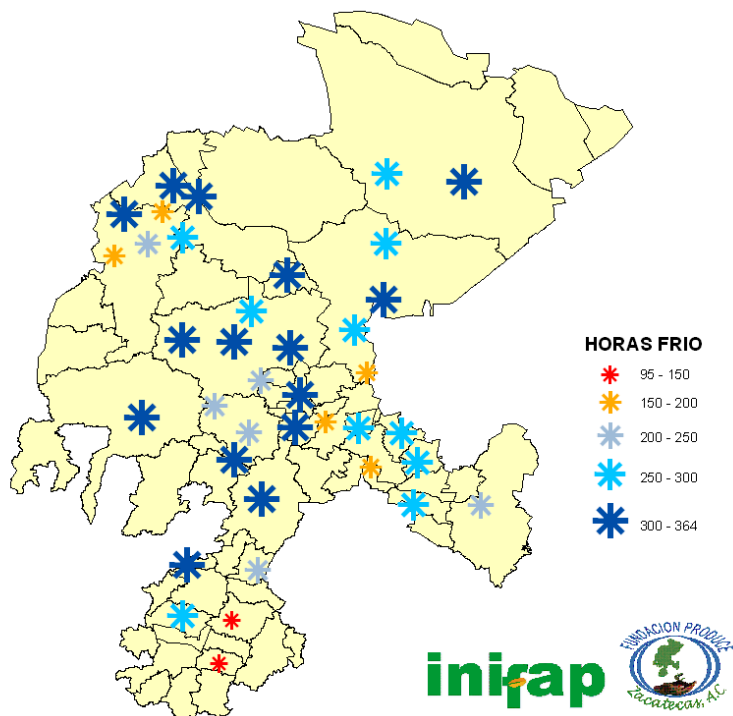 HORAS FRIO
95 - 150
150 - 200
200 - 250
250 - 300
300 - 364
inifap
FUNDACION PRODUCE
Zacatecas, A.C.